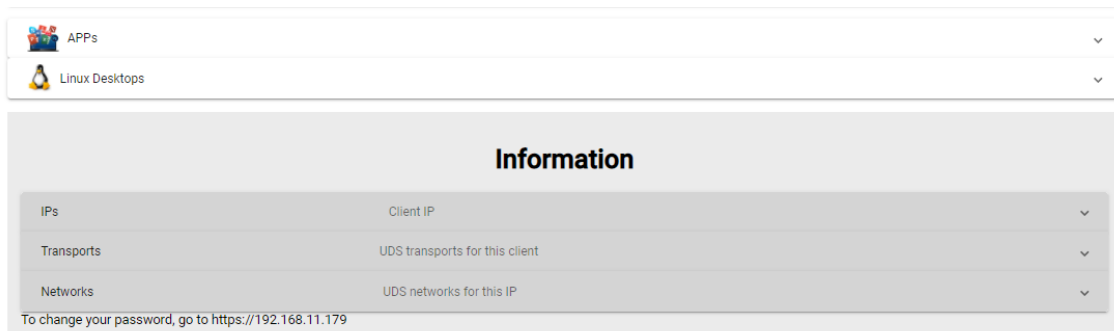 APPs
Linux Desktops
Information
IPs Client IP
Transports UDS transports for this client
Networks UDS networks for this IP
To change your password, go to https://192.168.11.179